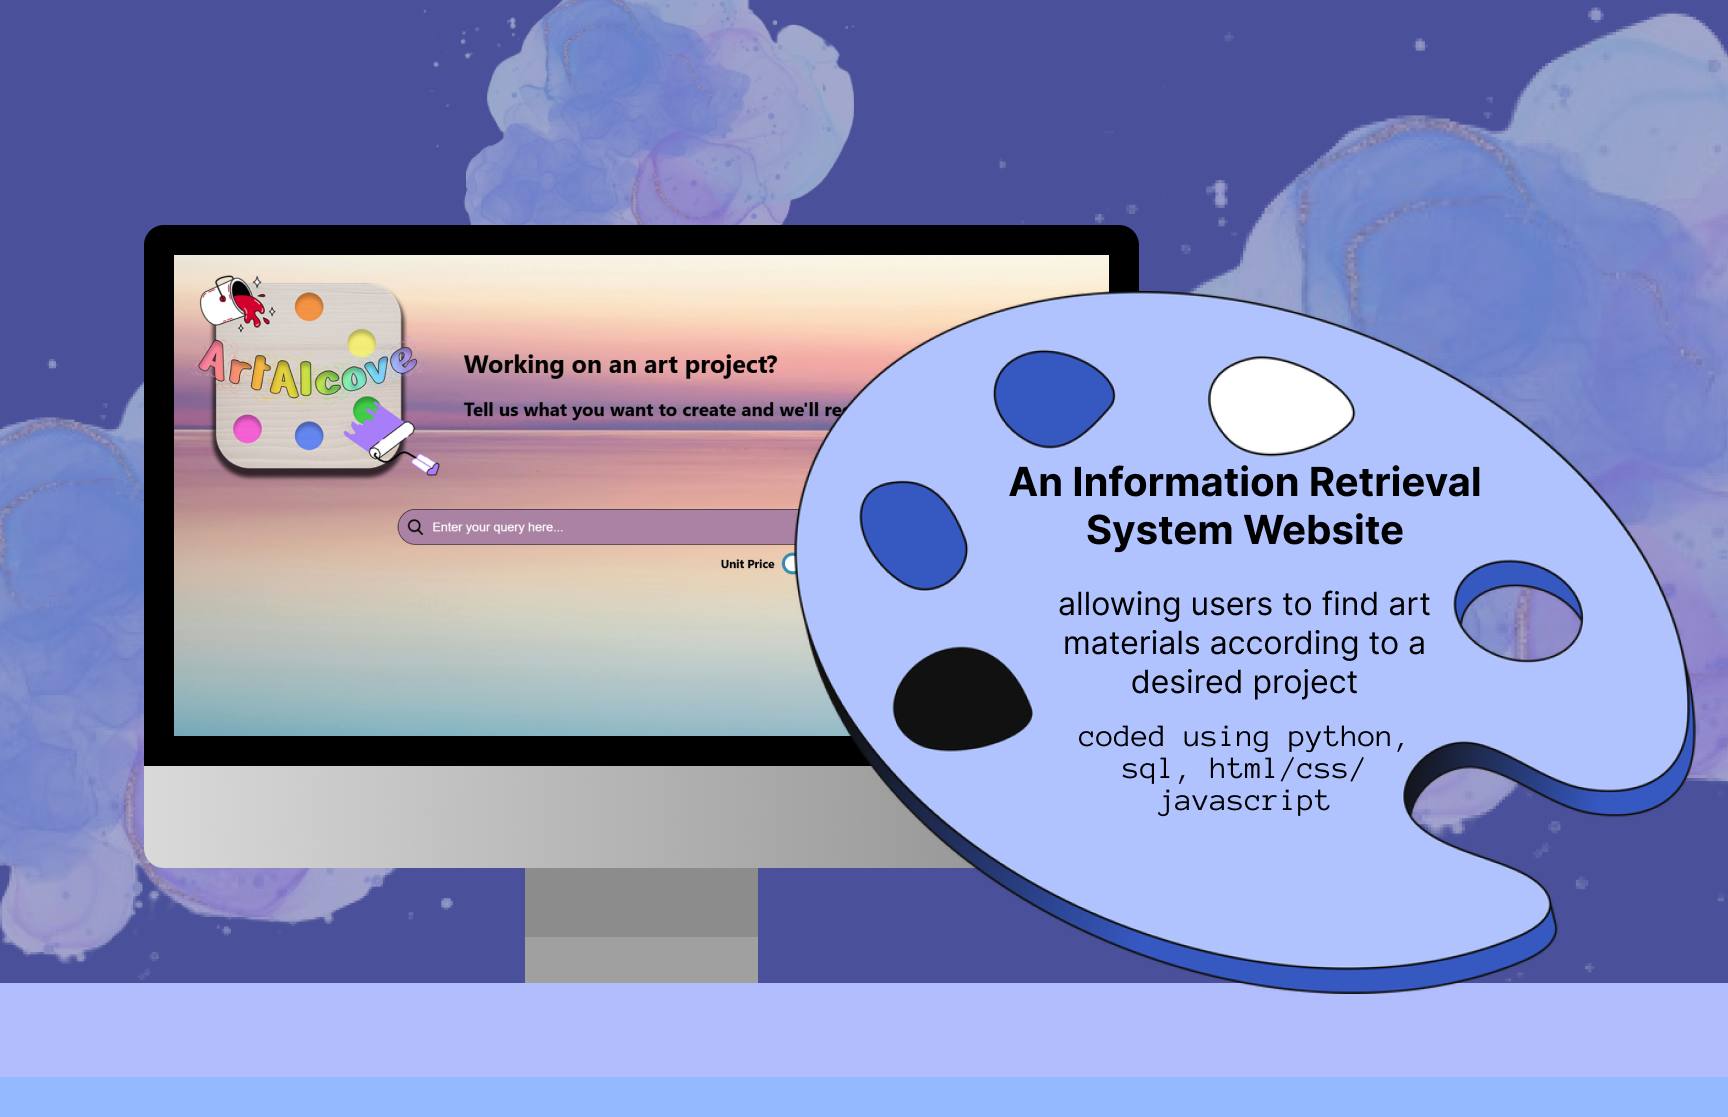 ArtAlcove
Working on an art project?
Tell us what you want to create and we'll re
Enter your query here...
Unit Price
An Information Retrieval
System Website
allowing users to find art
materials according to a
desired project
coded using python,
sql, html/css/
javascript